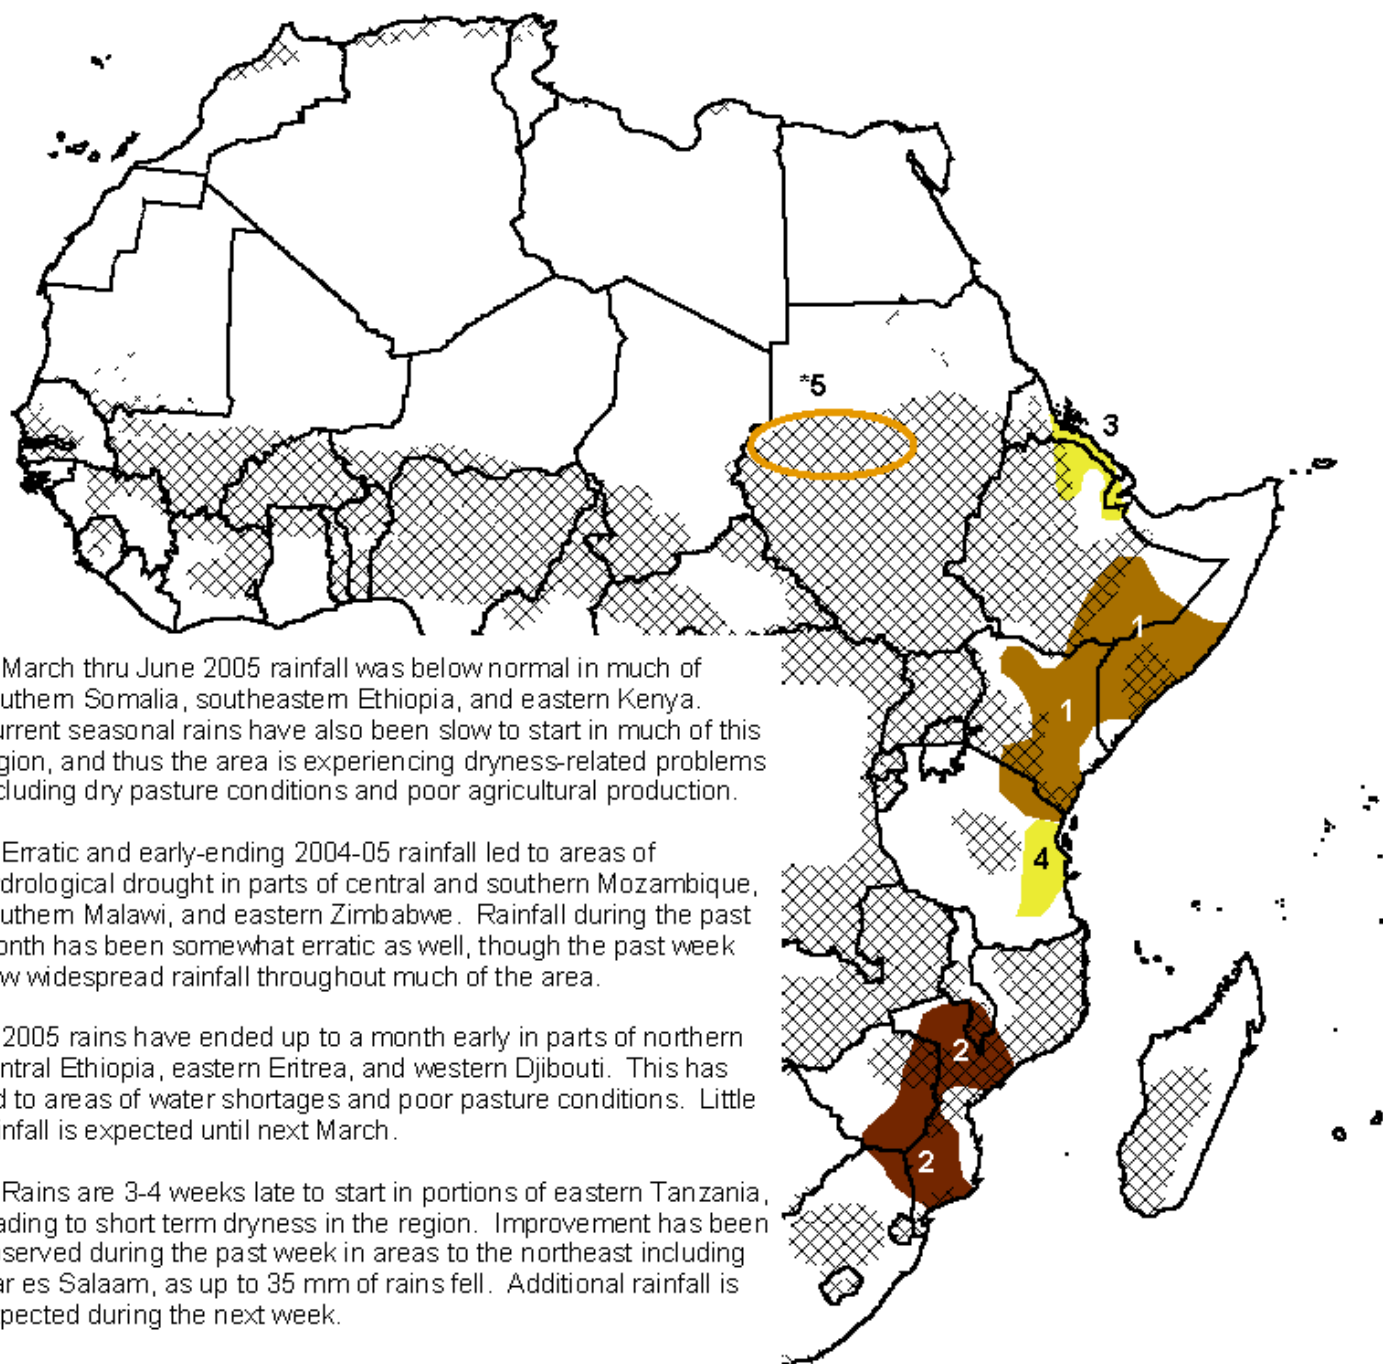 *5
3
1
1
March thru June 2005 rainfall was below normal in much of
uthern Somalia, southeastern Ethiopia, and eastern Kenya.
urrent seasonal rains have also been slow to start in much of this
gion, and thus the area is experiencing dryness-related problems
cluding dry pasture conditions and poor agricultural production.
4
Erratic and early-ending 2004-05 rainfall led to areas of
drological drought in parts of central and southern Mozambique,
uthern Malawi, and eastern Zimbabwe. Rainfall during the past
onth has been somewhat erratic as well, though the past week
w widespread rainfall throughout much of the area.
2
2005 rains have ended up to a month early in parts of northern
ntral Ethiopia, eastern Eritrea, and western Djibouti. This has
d to areas of water shortages and poor pasture conditions. Little
infall is expected until next March.
2
Rains are 3-4 weeks late to start in portions of eastern Tanzania,
ading to short term dryness in the region. Improvement has been
served during the past week in areas to the northeast including
ar es Salaam, as up to 35 mm of rains fell. Additional rainfall is
pected during the next week.